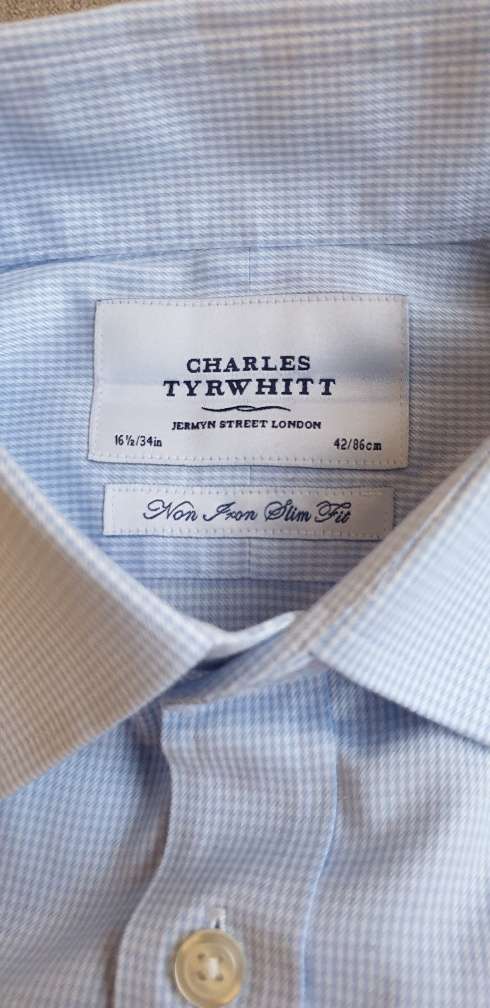 CHARLES
TYRWHITT
JERMYN STREET LONDON
16½/34in 42/86cm
Non Iron Slim Fit